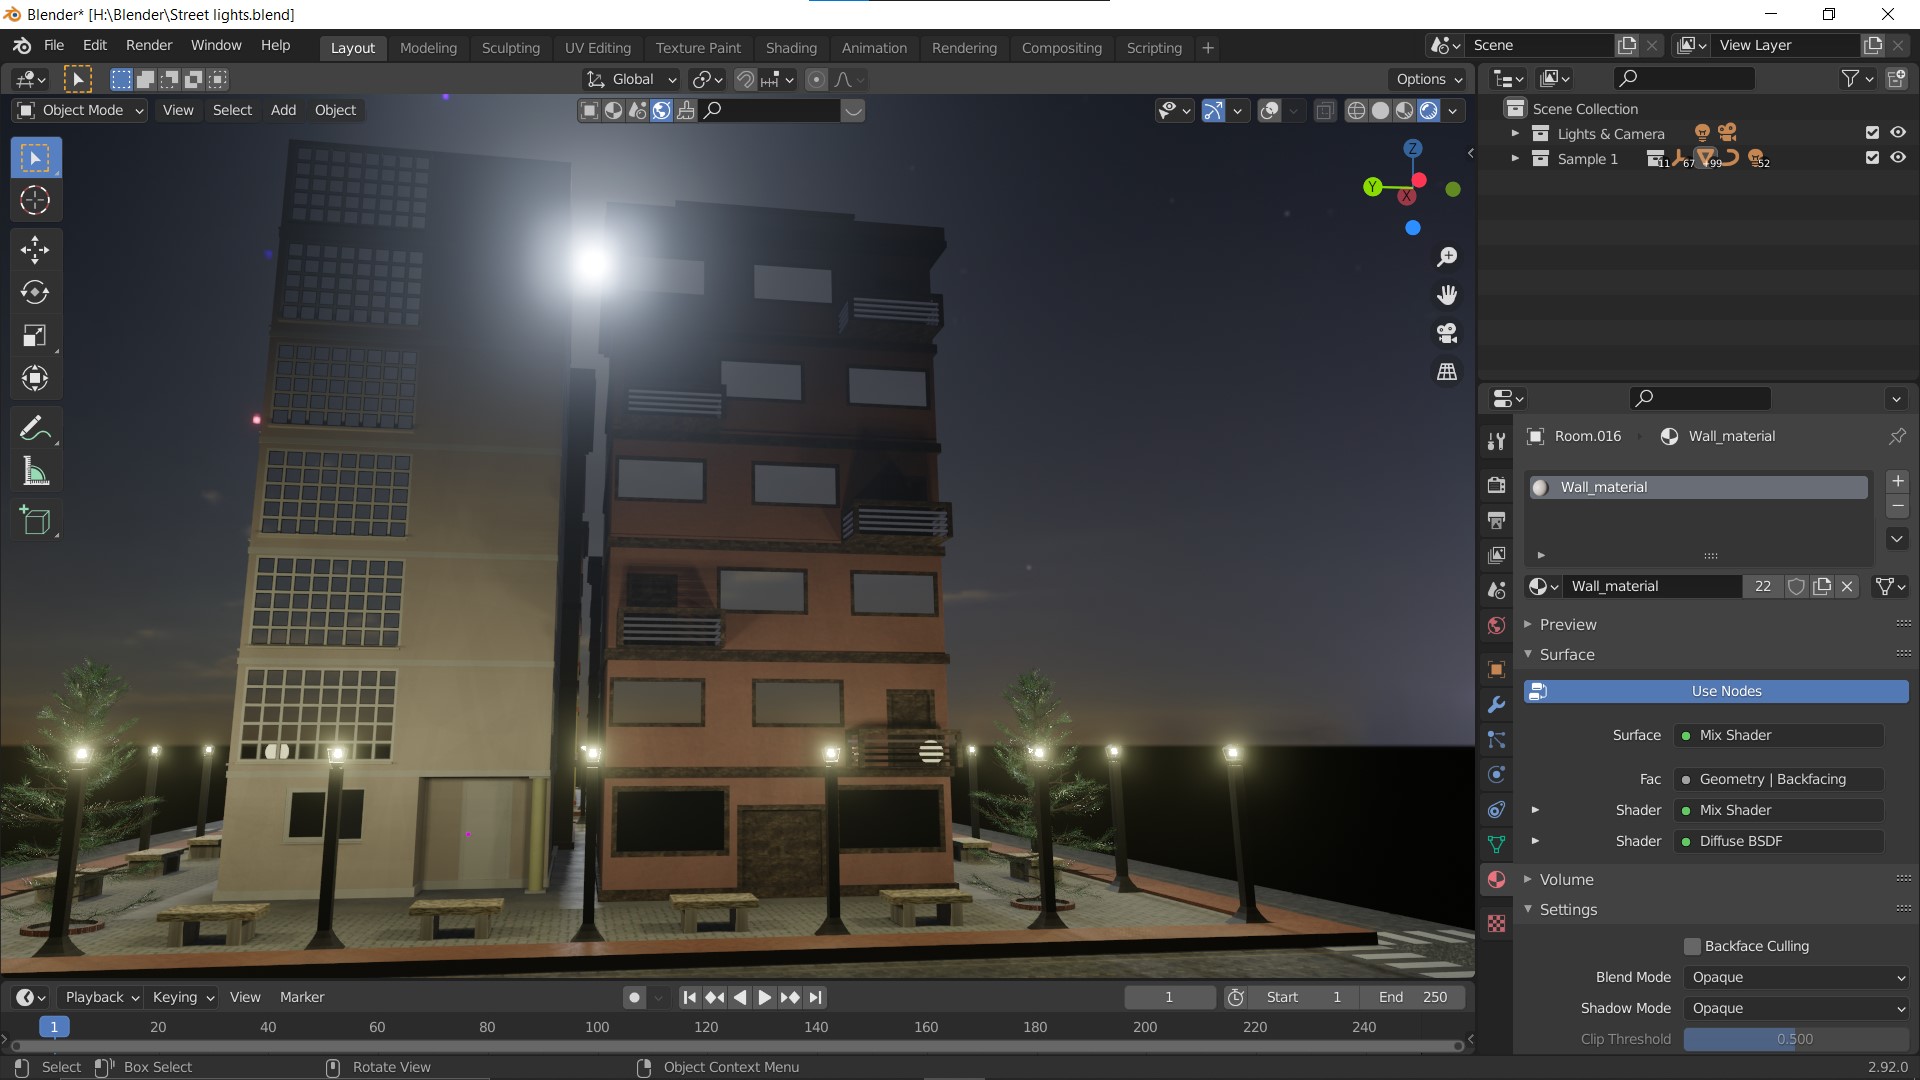 Blender* [H:\Blender\Street lights.blend]
File Edit Render Window Help Layout Modeling Sculpting UV Editing Texture Paint Shading Animation Rendering Compositing Scripting + Scene View Layer
Global Options
Object Mode View Select Add Object
Scene Collection
Lights & Camera
Sample 1 11 67 +99 52
Z
Y
X
Room.016 Wall_material
Wall_material
Wall_material 22
Preview
Surface
Use Nodes
Surface Mix Shader
Fac Geometry | Backfacing
Shader Mix Shader
Shader Diffuse BSDF
Volume
Settings
Backface Culling
Blend Mode Opaque
Shadow Mode Opaque
Clip Threshold 0.500
Playback Keying View Marker 1 Start 1 End 250
1 20 40 60 80 100 120 140 160 180 200 220 240
Select Box Select Rotate View Object Context Menu 2.92.0